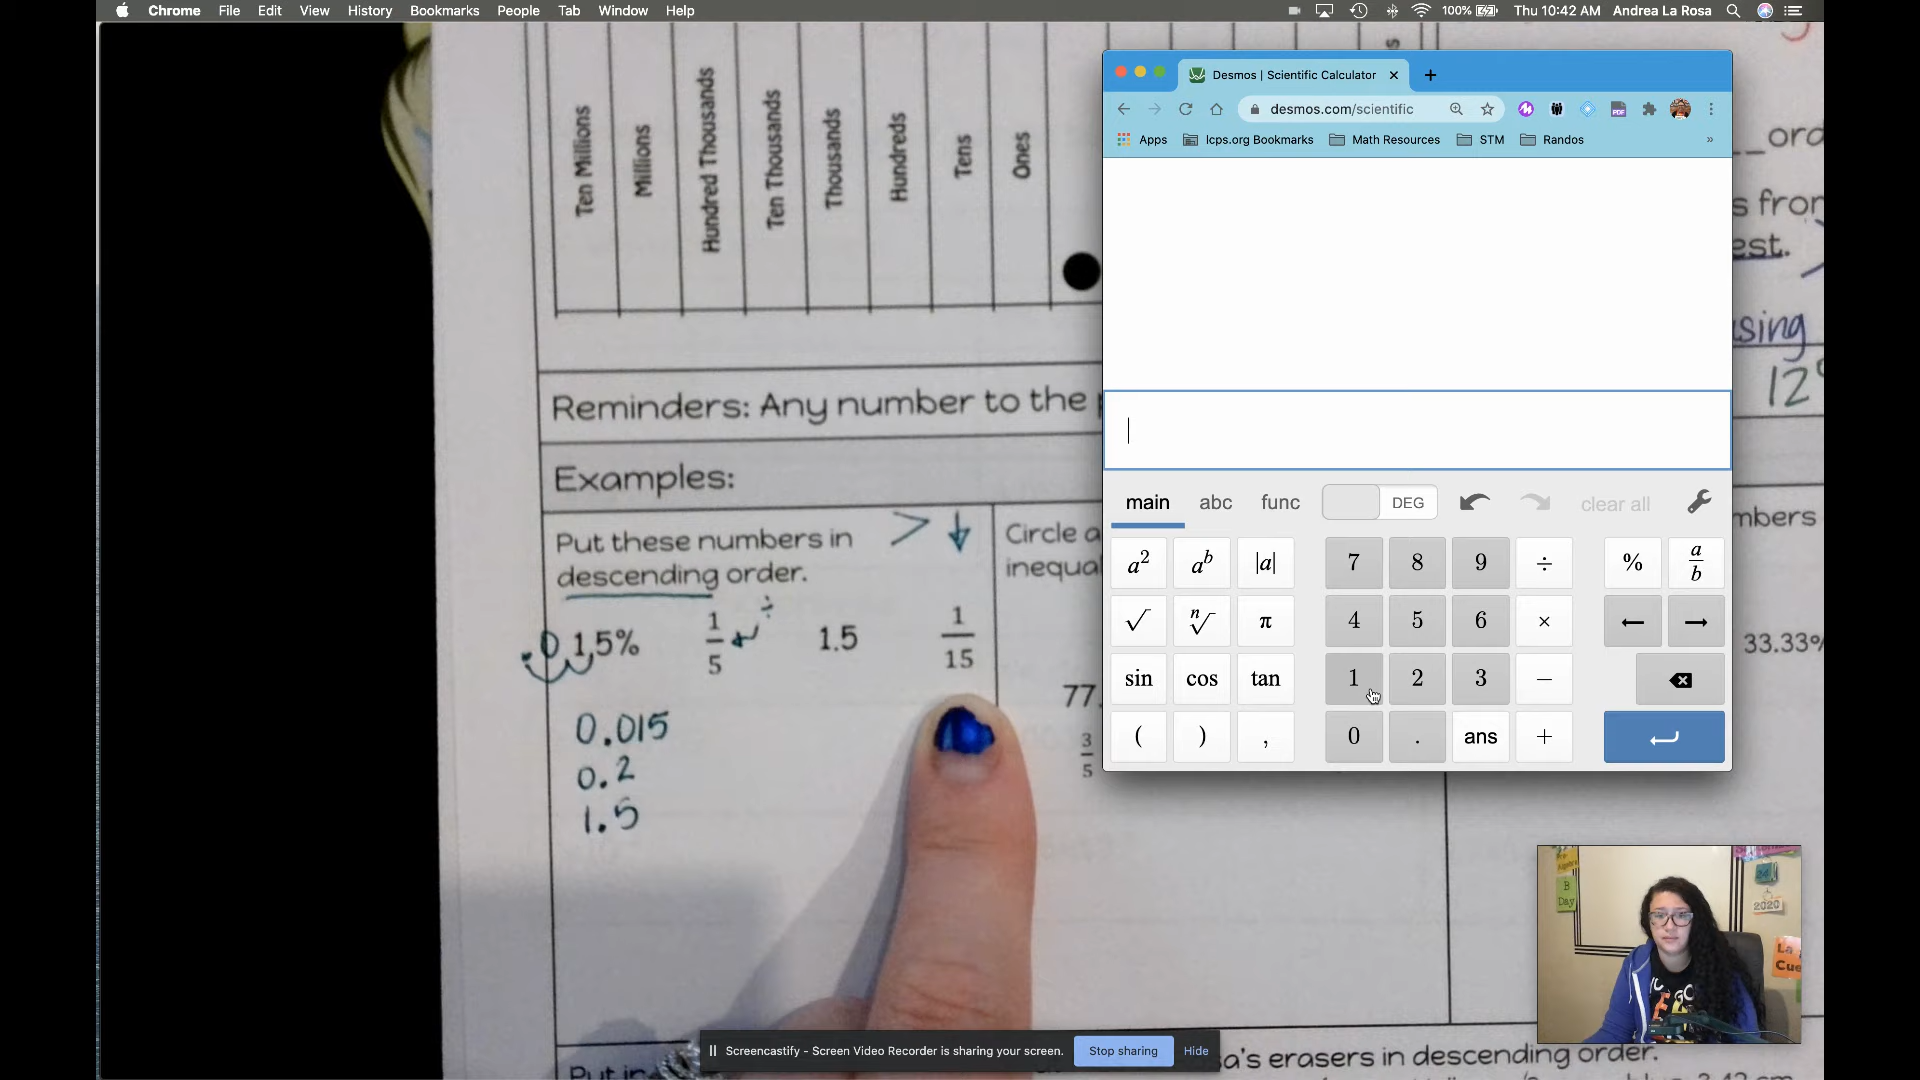 Chrome File Edit View History Bookmarks People Tab Window Help 100% Thu 10:42 AM Andrea La Rosa
Ten Millions
Millions
Hundred Thousands
Ten Thousands
Thousands
Hundreds
Tens
Ones
Reminders: Any number to the
Examples:
Put these numbers in
descending order.
> ↓
.0 1.5% 1/5 ÷ 1.5 1/15
0.015
0.2
1.5
Circle a
inequal
77.
3/5
Desmos | Scientific Calculator
desmos.com/scientific
Apps lcps.org Bookmarks Math Resources STM Randos »
main abc func DEG clear all
a² aᵇ |a| 7 8 9 ÷ % a/b
√ ⁿ√ π 4 5 6 × ← →
sin cos tan 1 2 3 −
( ) , 0 . ans +
est.
12
33.33%
B
Day
2020
La
Cue
Screencastify - Screen Video Recorder is sharing your screen. Stop sharing Hide
's erasers in descending order.